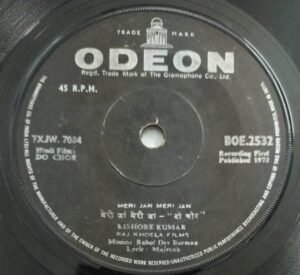 TRADE MARK
ODEON
Regd. Trade Mark of The Gramophone Co., Ltd.
45 R.P.M.
7XJW. 7094
BOE.2532
Hindi Film:
DO CHOR
Recording First
Published 1972
MERI JAN MERI JAN
मेरी जां मेरी जां - "दो चोर"
KISHORE KUMAR
RAJ KHOSLA FILMS
Music: Rahul Dev Burman
Lyric: Majrooh